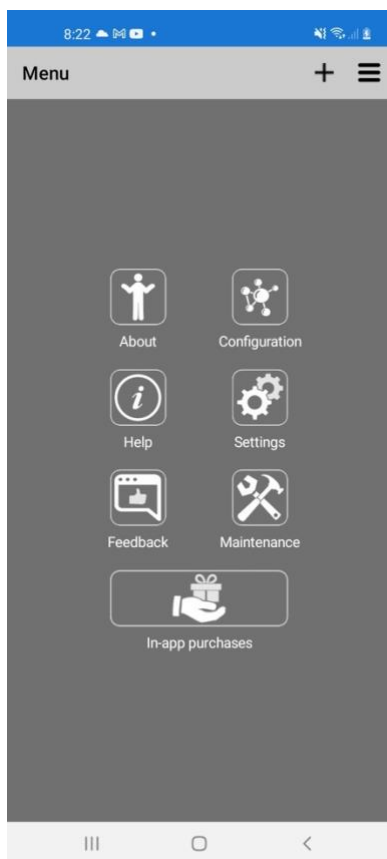 8:22
Menu
About Configuration
Help Settings
Feedback Maintenance
In-app purchases